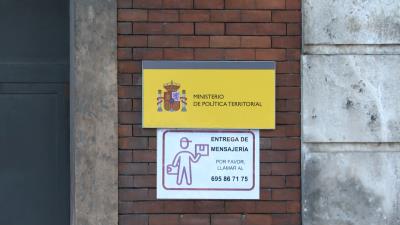 MINISTERIO
DE POLÍTICA TERRITORIAL
ENTREGA DE
MENSAJERÍA
POR FAVOR,
LLAMAR AL
695 86 71 75